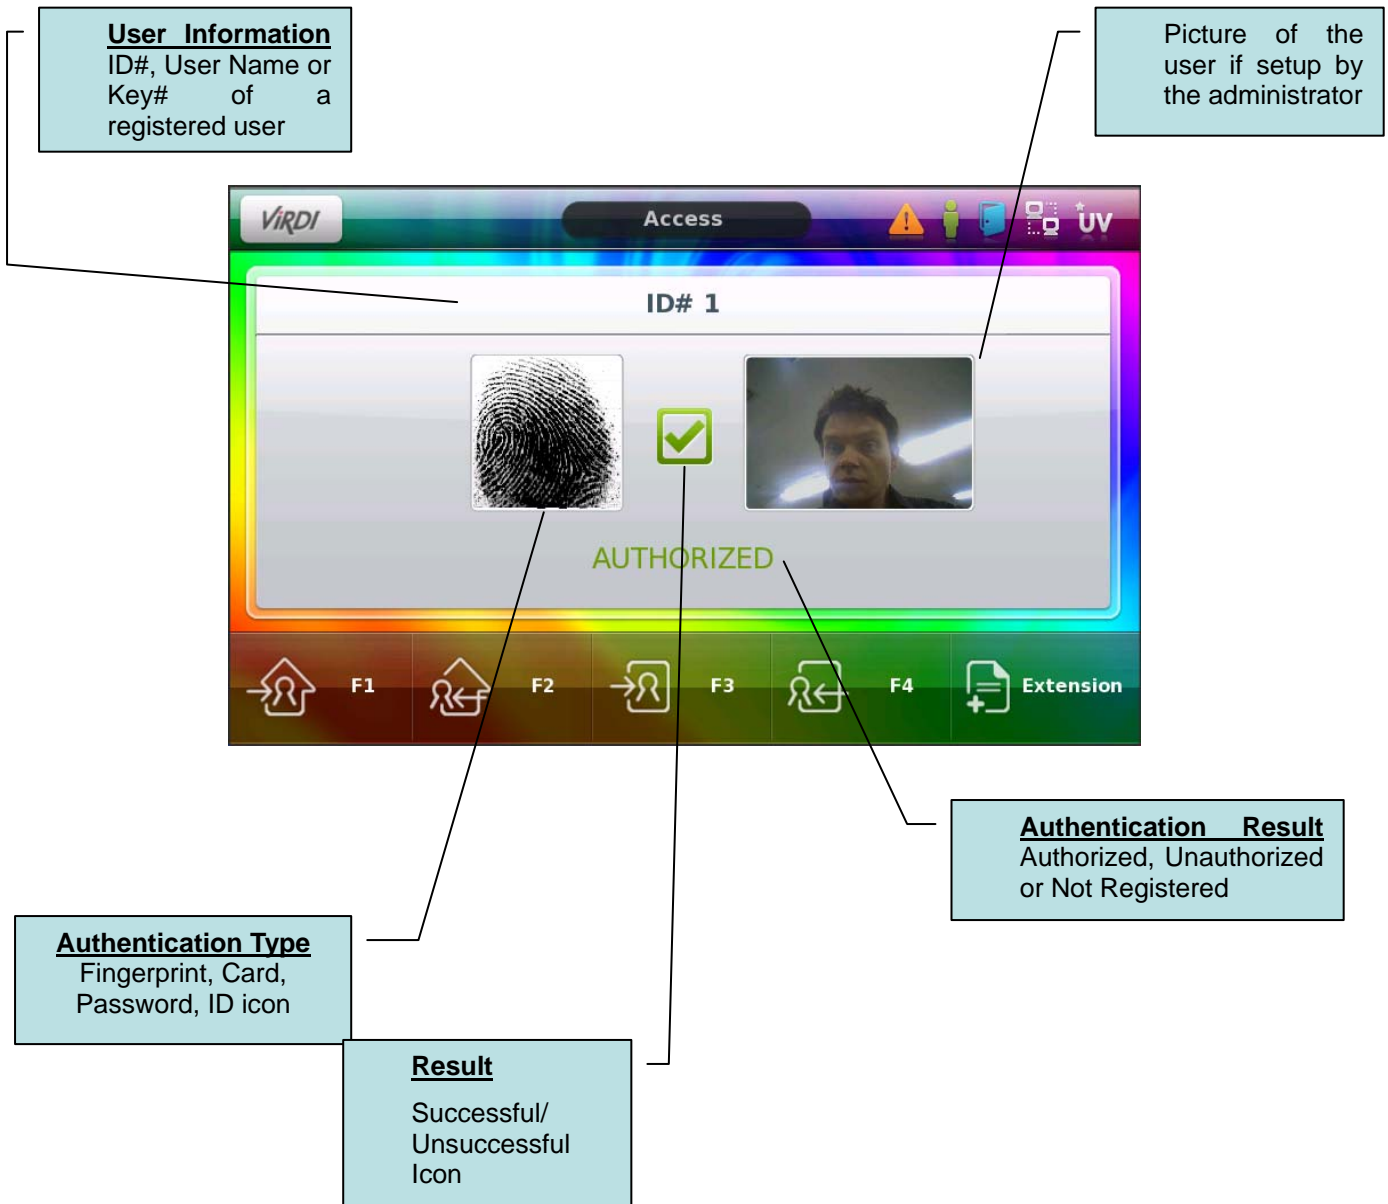 User Information
ID#, User Name or
Key# of a
registered user
Picture of the
user if setup by
the administrator
ViRDI
Access
UV
ID# 1
AUTHORIZED
F1
F2
F3
F4
Extension
Authentication Result
Authorized, Unauthorized
or Not Registered
Authentication Type
Fingerprint, Card,
Password, ID icon
Result
Successful/
Unsuccessful
Icon